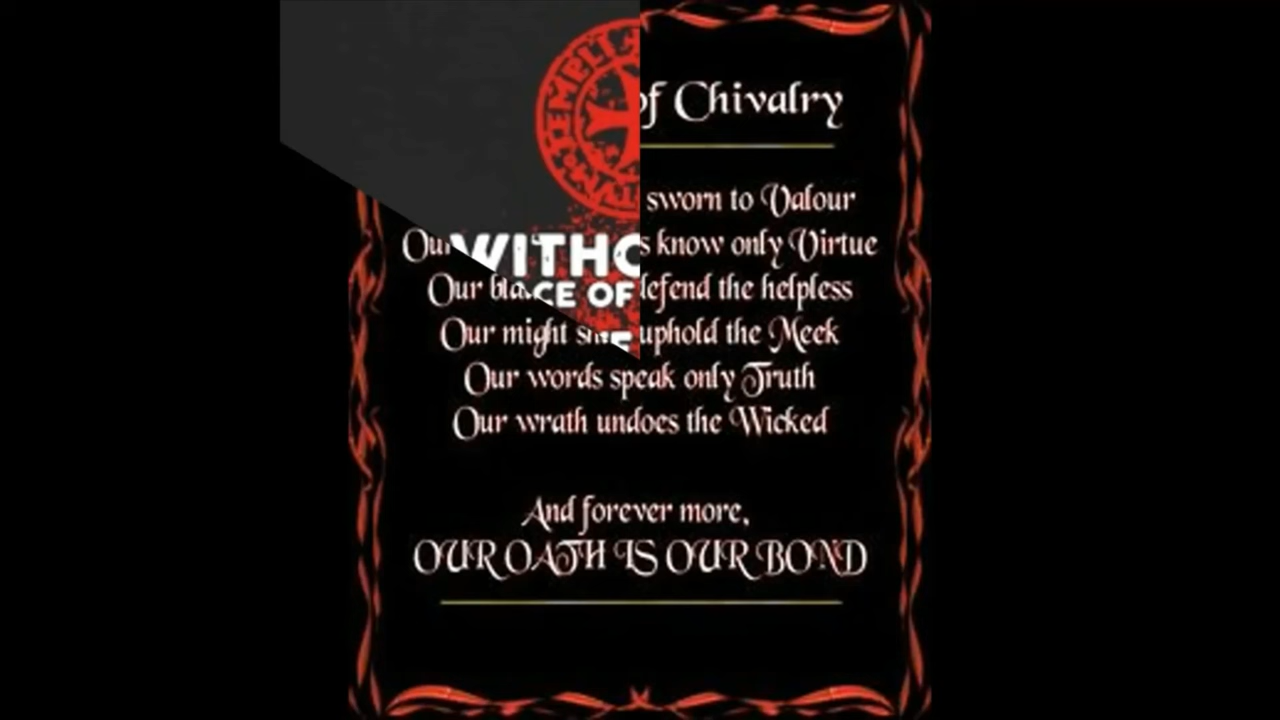 TEMPLI
of Chivalry
sworn to Valour
Our know only Virtue
WITHO
Our defend the helpless
CE OF
Our might uphold the Meek
Our words speak only Truth
Our wrath undoes the Wicked
And forever more,
OUR OATH IS OUR BOND